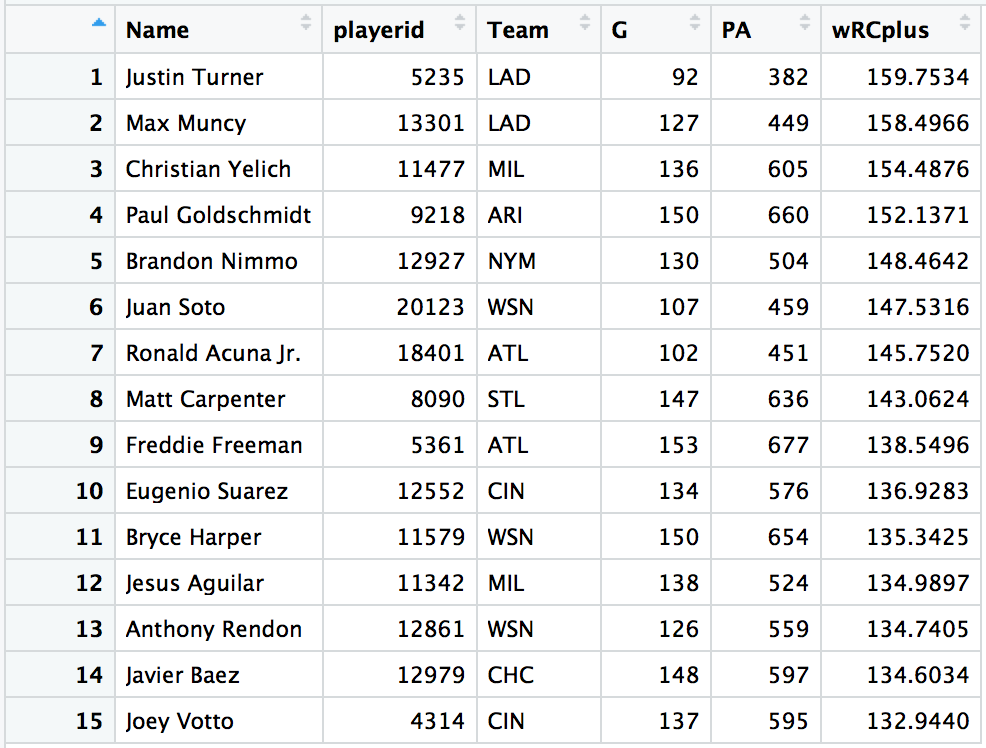 Name playerid Team G PA wRCplus
1 Justin Turner 5235 LAD 92 382 159.7534
2 Max Muncy 13301 LAD 127 449 158.4966
3 Christian Yelich 11477 MIL 136 605 154.4876
4 Paul Goldschmidt 9218 ARI 150 660 152.1371
5 Brandon Nimmo 12927 NYM 130 504 148.4642
6 Juan Soto 20123 WSN 107 459 147.5316
7 Ronald Acuna Jr. 18401 ATL 102 451 145.7520
8 Matt Carpenter 8090 STL 147 636 143.0624
9 Freddie Freeman 5361 ATL 153 677 138.5496
10 Eugenio Suarez 12552 CIN 134 576 136.9283
11 Bryce Harper 11579 WSN 150 654 135.3425
12 Jesus Aguilar 11342 MIL 138 524 134.9897
13 Anthony Rendon 12861 WSN 126 559 134.7405
14 Javier Baez 12979 CHC 148 597 134.6034
15 Joey Votto 4314 CIN 137 595 132.9440